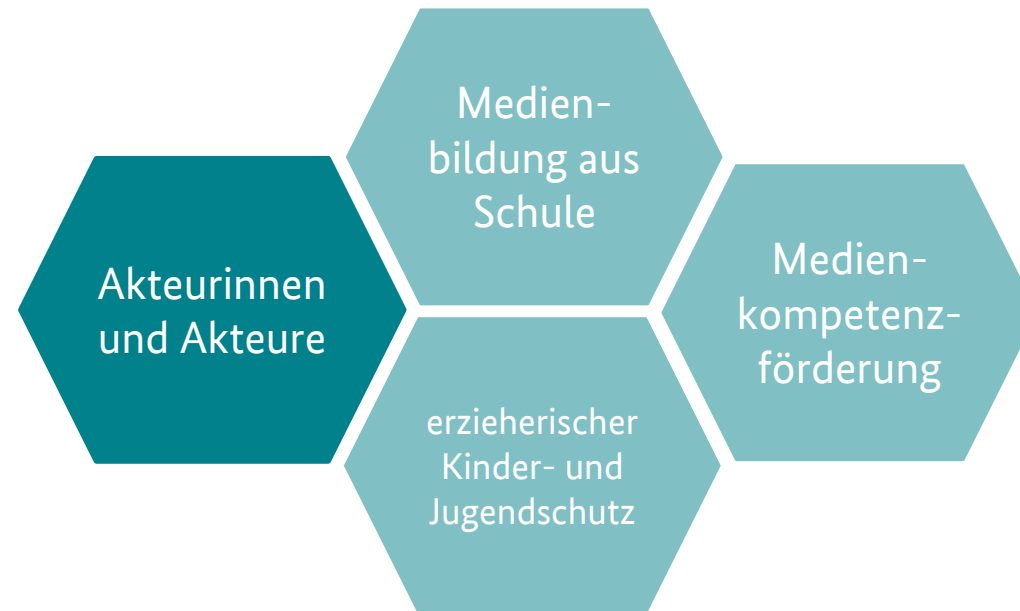 Akteurinnen
und Akteure
Medien-
bildung aus
Schule
erzieherischer
Kinder- und
Jugendschutz
Medien-
kompetenz-
förderung